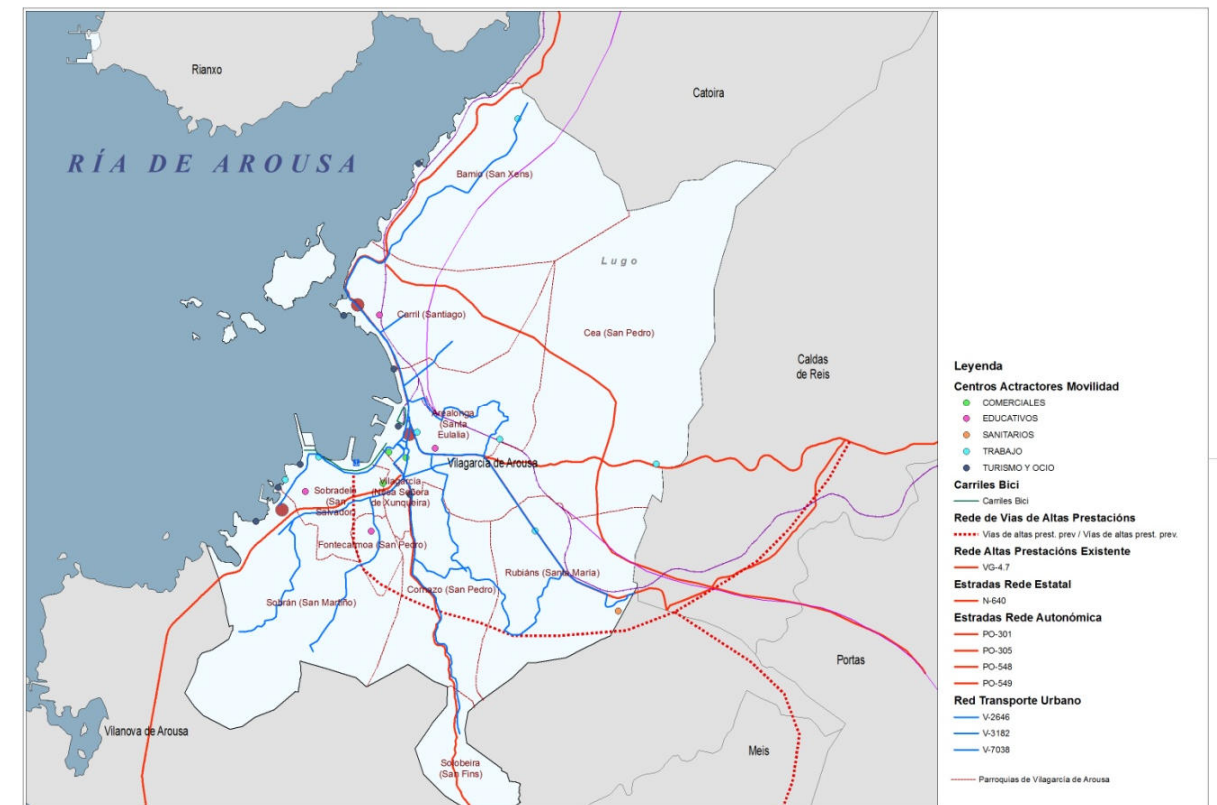 Rianxo
Catoira
RÍA DE AROUSA
Bamio (San Xens)
Lugo
Carril (Santiago)
Cea (San Pedro)
Caldas
de Reis
Arealonga
(Santa
Eulalia)
Vilagarcía de Arousa
Vilagarcía
(Nosa Señora
de Xunqueira)
Sobradelo
(San
Salvador)
Fontecarmoa (San Pedro)
Rubiáns (Santa María)
Cornazo (San Pedro)
Sobrán (San Martiño)
Portas
Vilanova de Arousa
Meis
Solobeira
(San Fins)
Leyenda
Centros Actractores Movilidad
COMERCIALES
EDUCATIVOS
SANITARIOS
TRABAJO
TURISMO Y OCIO
Carriles Bici
Carriles Bici
Rede de Vías de Altas Prestacións
Vías de altas prest. prev / Vías de altas prest. prev.
Rede Altas Prestacións Existente
VG-4.7
Estradas Rede Estatal
N-640
Estradas Rede Autonómica
PO-301
PO-305
PO-548
PO-549
Red Transporte Urbano
V-2646
V-3182
V-7038
Parroquias de Vilagarcía de Arousa